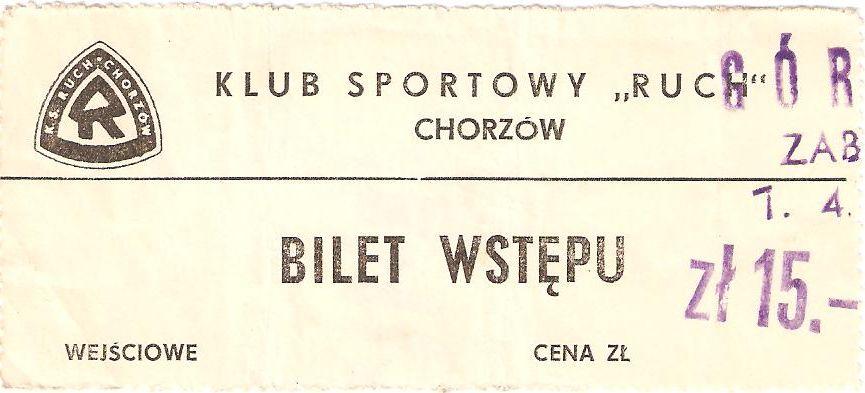 K.S. RUCH-CHORZÓW
R
KLUB SPORTOWY „RUCH“
CHORZÓW
GÓR
ZAB
1. 4.
BILET WSTĘPU
zł 15.-
WEJŚCIOWE
CENA ZŁ